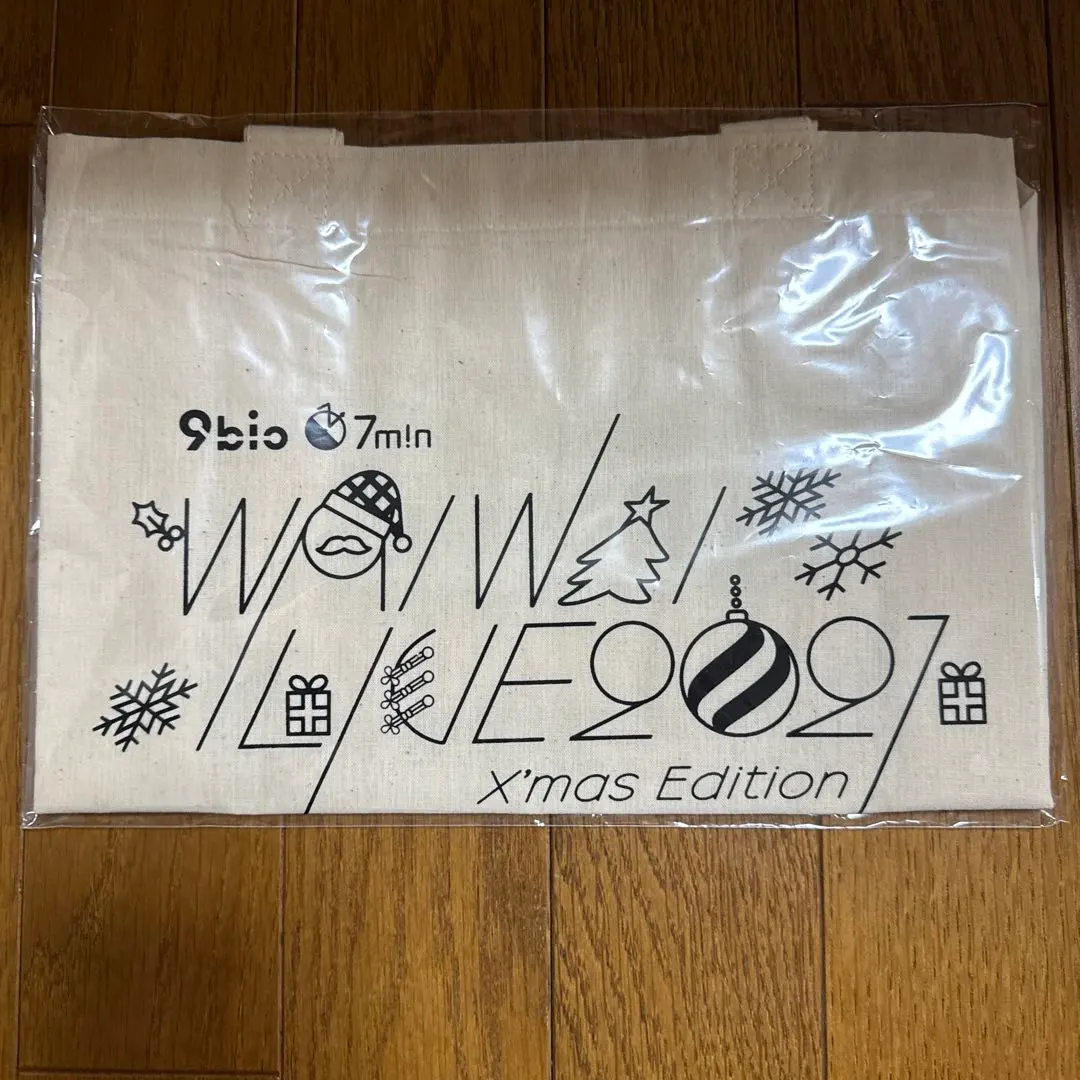 9bic 7m!n
WAIWAI
LIVE2021
X'mas Edition